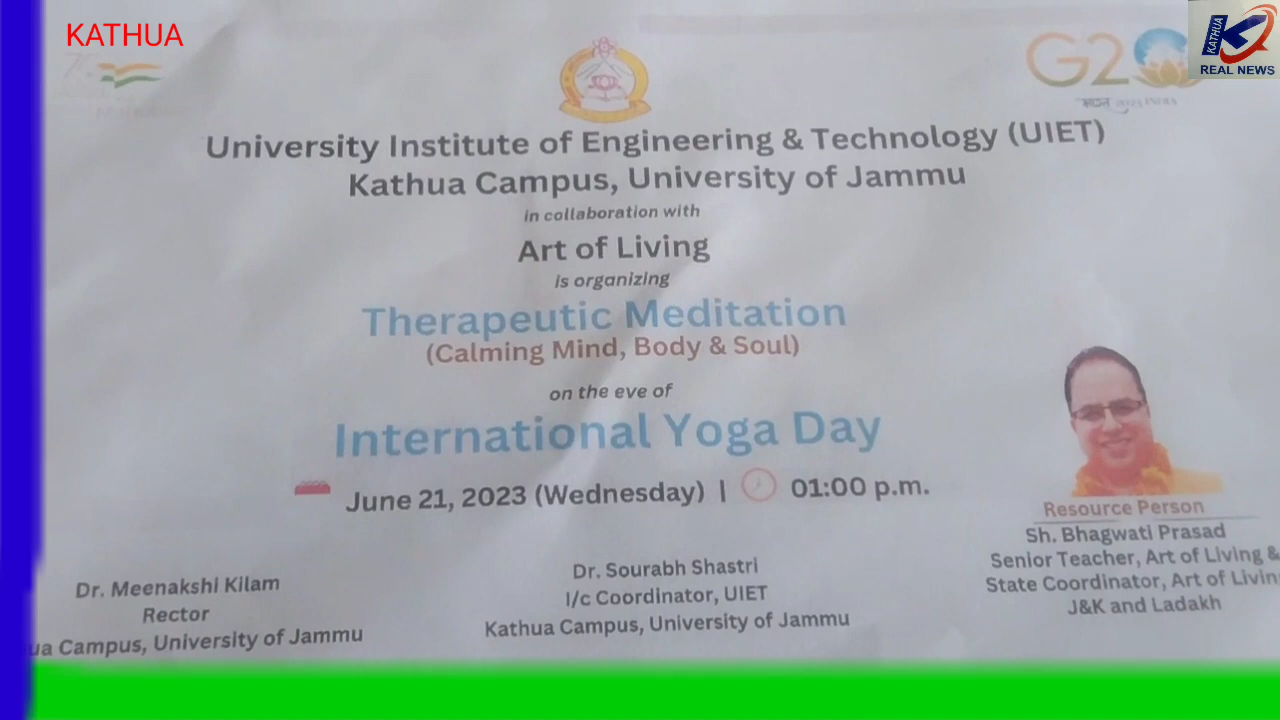 KATHUA
KATHUA
REAL NEWS
G20
भारत 2023 INDIA
University Institute of Engineering & Technology (UIET)
Kathua Campus, University of Jammu
in collaboration with
Art of Living
is organizing
Therapeutic Meditation
(Calming Mind, Body & Soul)
on the eve of
International Yoga Day
June 21, 2023 (Wednesday) | 01:00 p.m.
Resource Person
Sh. Bhagwati Prasad
Senior Teacher, Art of Living &
State Coordinator, Art of Livin
J&K and Ladakh
Dr. Meenakshi Kilam
Rector
ua Campus, University of Jammu
Dr. Sourabh Shastri
I/c Coordinator, UIET
Kathua Campus, University of Jammu